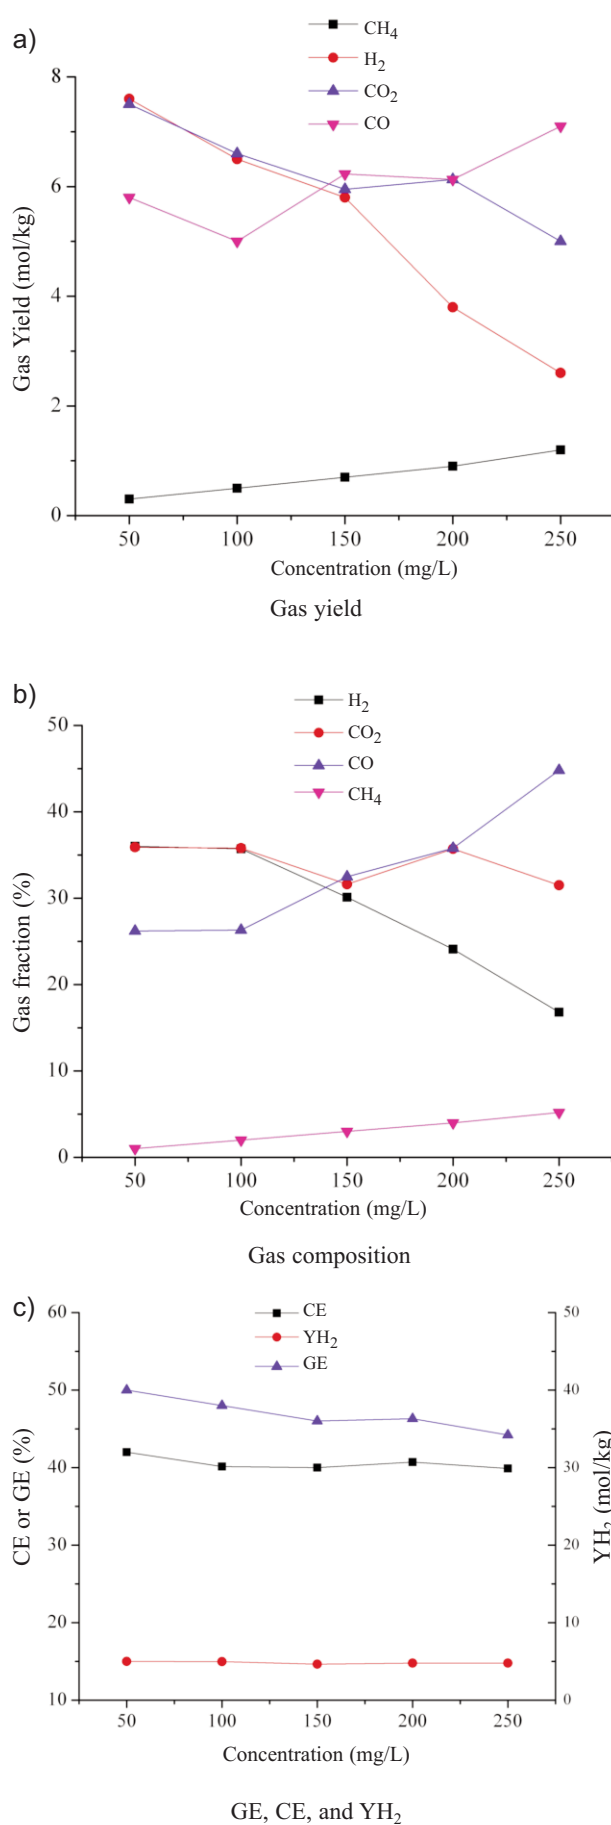 a)
CH4
H2
CO2
CO
8
6
4
2
0
Gas Yield (mol/kg)
50 100 150 200 250
Concentration (mg/L)
Gas yield
b)
H2
CO2
CO
CH4
50
40
30
20
10
0
Gas fraction (%)
50 100 150 200 250
Concentration (mg/L)
Gas composition
c)
CE
YH2
GE
60
50
40
30
20
10
CE or GE (%)
50
40
30
20
10
0
YH2 (mol/kg)
50 100 150 200 250
Concentration (mg/L)
GE, CE, and YH2